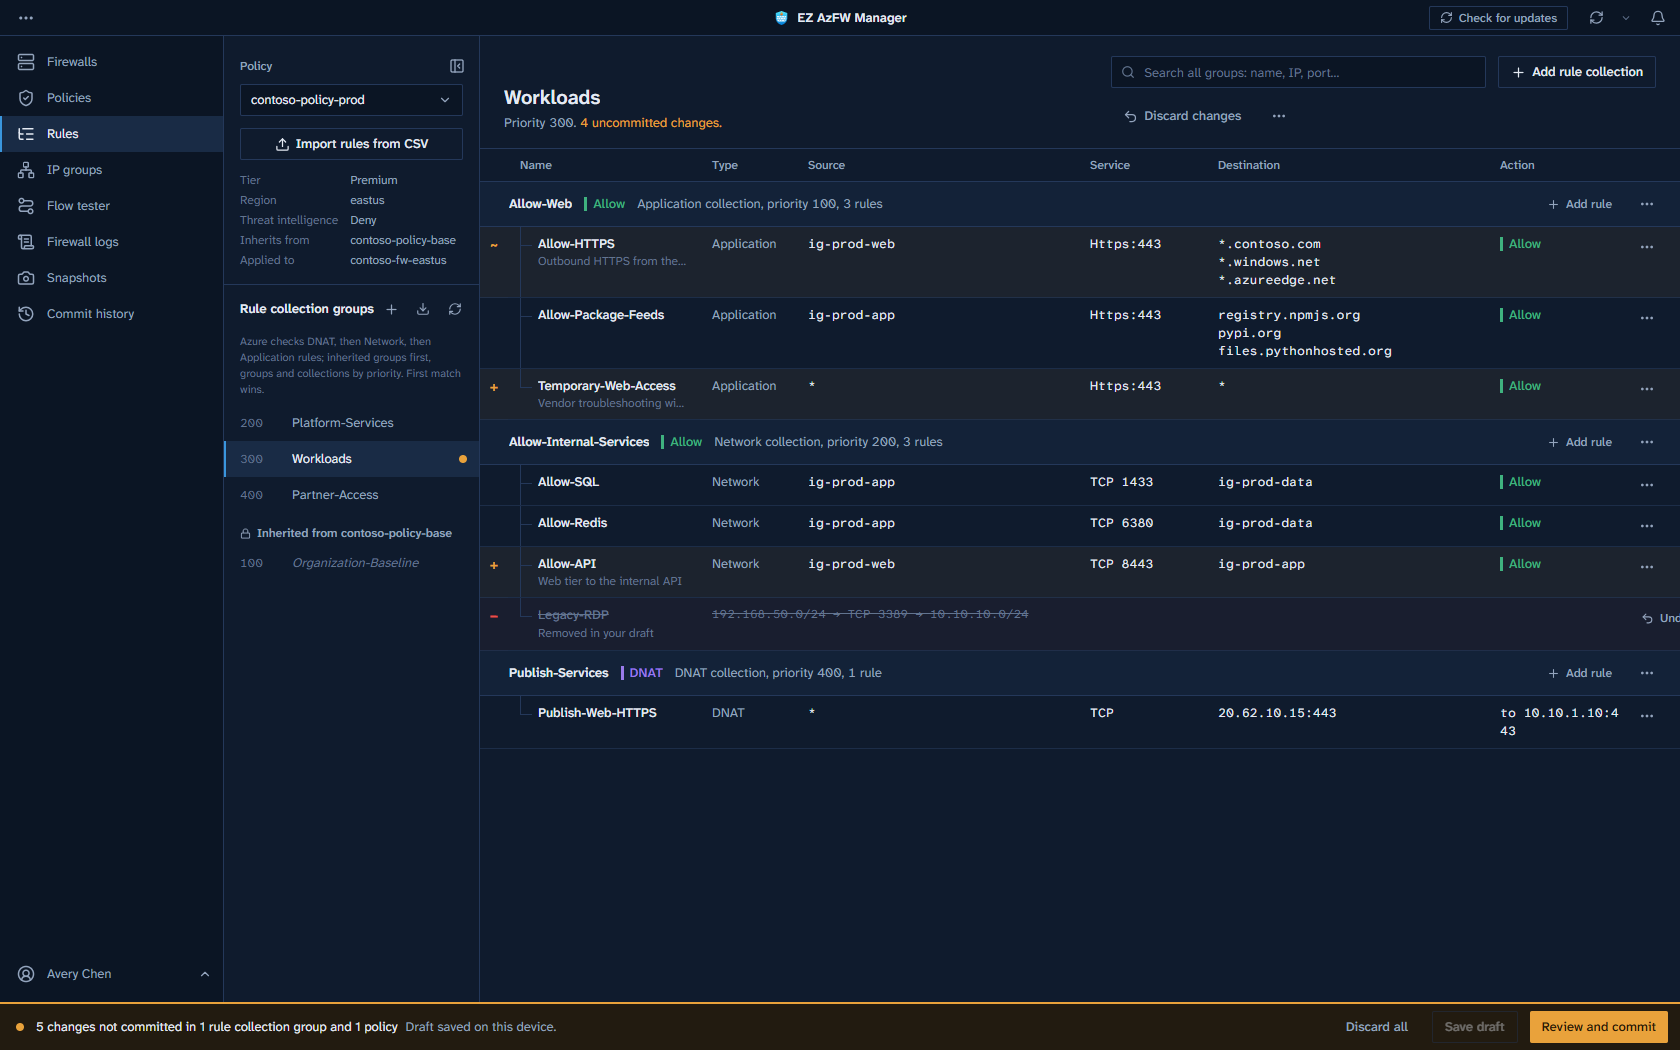 EZ AzFW Manager
Check for updates
Firewalls
Policies
Rules
IP groups
Flow tester
Firewall logs
Snapshots
Commit history
Avery Chen
Policy
contoso-policy-prod
Import rules from CSV
Tier Premium
Region eastus
Threat intelligence Deny
Inherits from contoso-policy-base
Applied to contoso-fw-eastus
Rule collection groups
Azure checks DNAT, then Network, then
Application rules; inherited groups first,
groups and collections by priority. First match
wins.
200 Platform-Services
300 Workloads
400 Partner-Access
Inherited from contoso-policy-base
100 Organization-Baseline
Search all groups: name, IP, port...
Add rule collection
Workloads
Priority 300. 4 uncommitted changes.
Discard changes
Name Type Source Service Destination Action
Allow-Web Allow Application collection, priority 100, 3 rules Add rule
~ Allow-HTTPS Application ig-prod-web Https:443 *.contoso.com Allow
Outbound HTTPS from the... *.windows.net
*.azureedge.net
Allow-Package-Feeds Application ig-prod-app Https:443 registry.npmjs.org Allow
pypi.org
files.pythonhosted.org
+ Temporary-Web-Access Application * Https:443 * Allow
Vendor troubleshooting wi...
Allow-Internal-Services Allow Network collection, priority 200, 3 rules Add rule
Allow-SQL Network ig-prod-app TCP 1433 ig-prod-data Allow
Allow-Redis Network ig-prod-app TCP 6380 ig-prod-data Allow
+ Allow-API Network ig-prod-web TCP 8443 ig-prod-app Allow
Web tier to the internal API
− Legacy-RDP 192.168.50.0/24 → TCP 3389 → 10.10.10.0/24 Und
Removed in your draft
Publish-Services DNAT DNAT collection, priority 400, 1 rule Add rule
Publish-Web-HTTPS DNAT * TCP 20.62.10.15:443 to 10.10.1.10:4
43
5 changes not committed in 1 rule collection group and 1 policy Draft saved on this device.
Discard all
Save draft
Review and commit